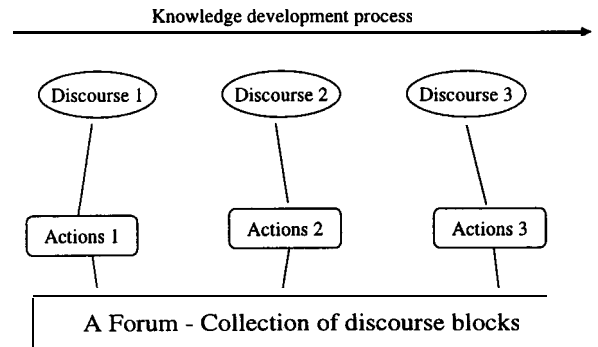 Knowledge development process
Discourse 1 Discourse 2 Discourse 3
Actions 1 Actions 2 Actions 3
A Forum - Collection of discourse blocks